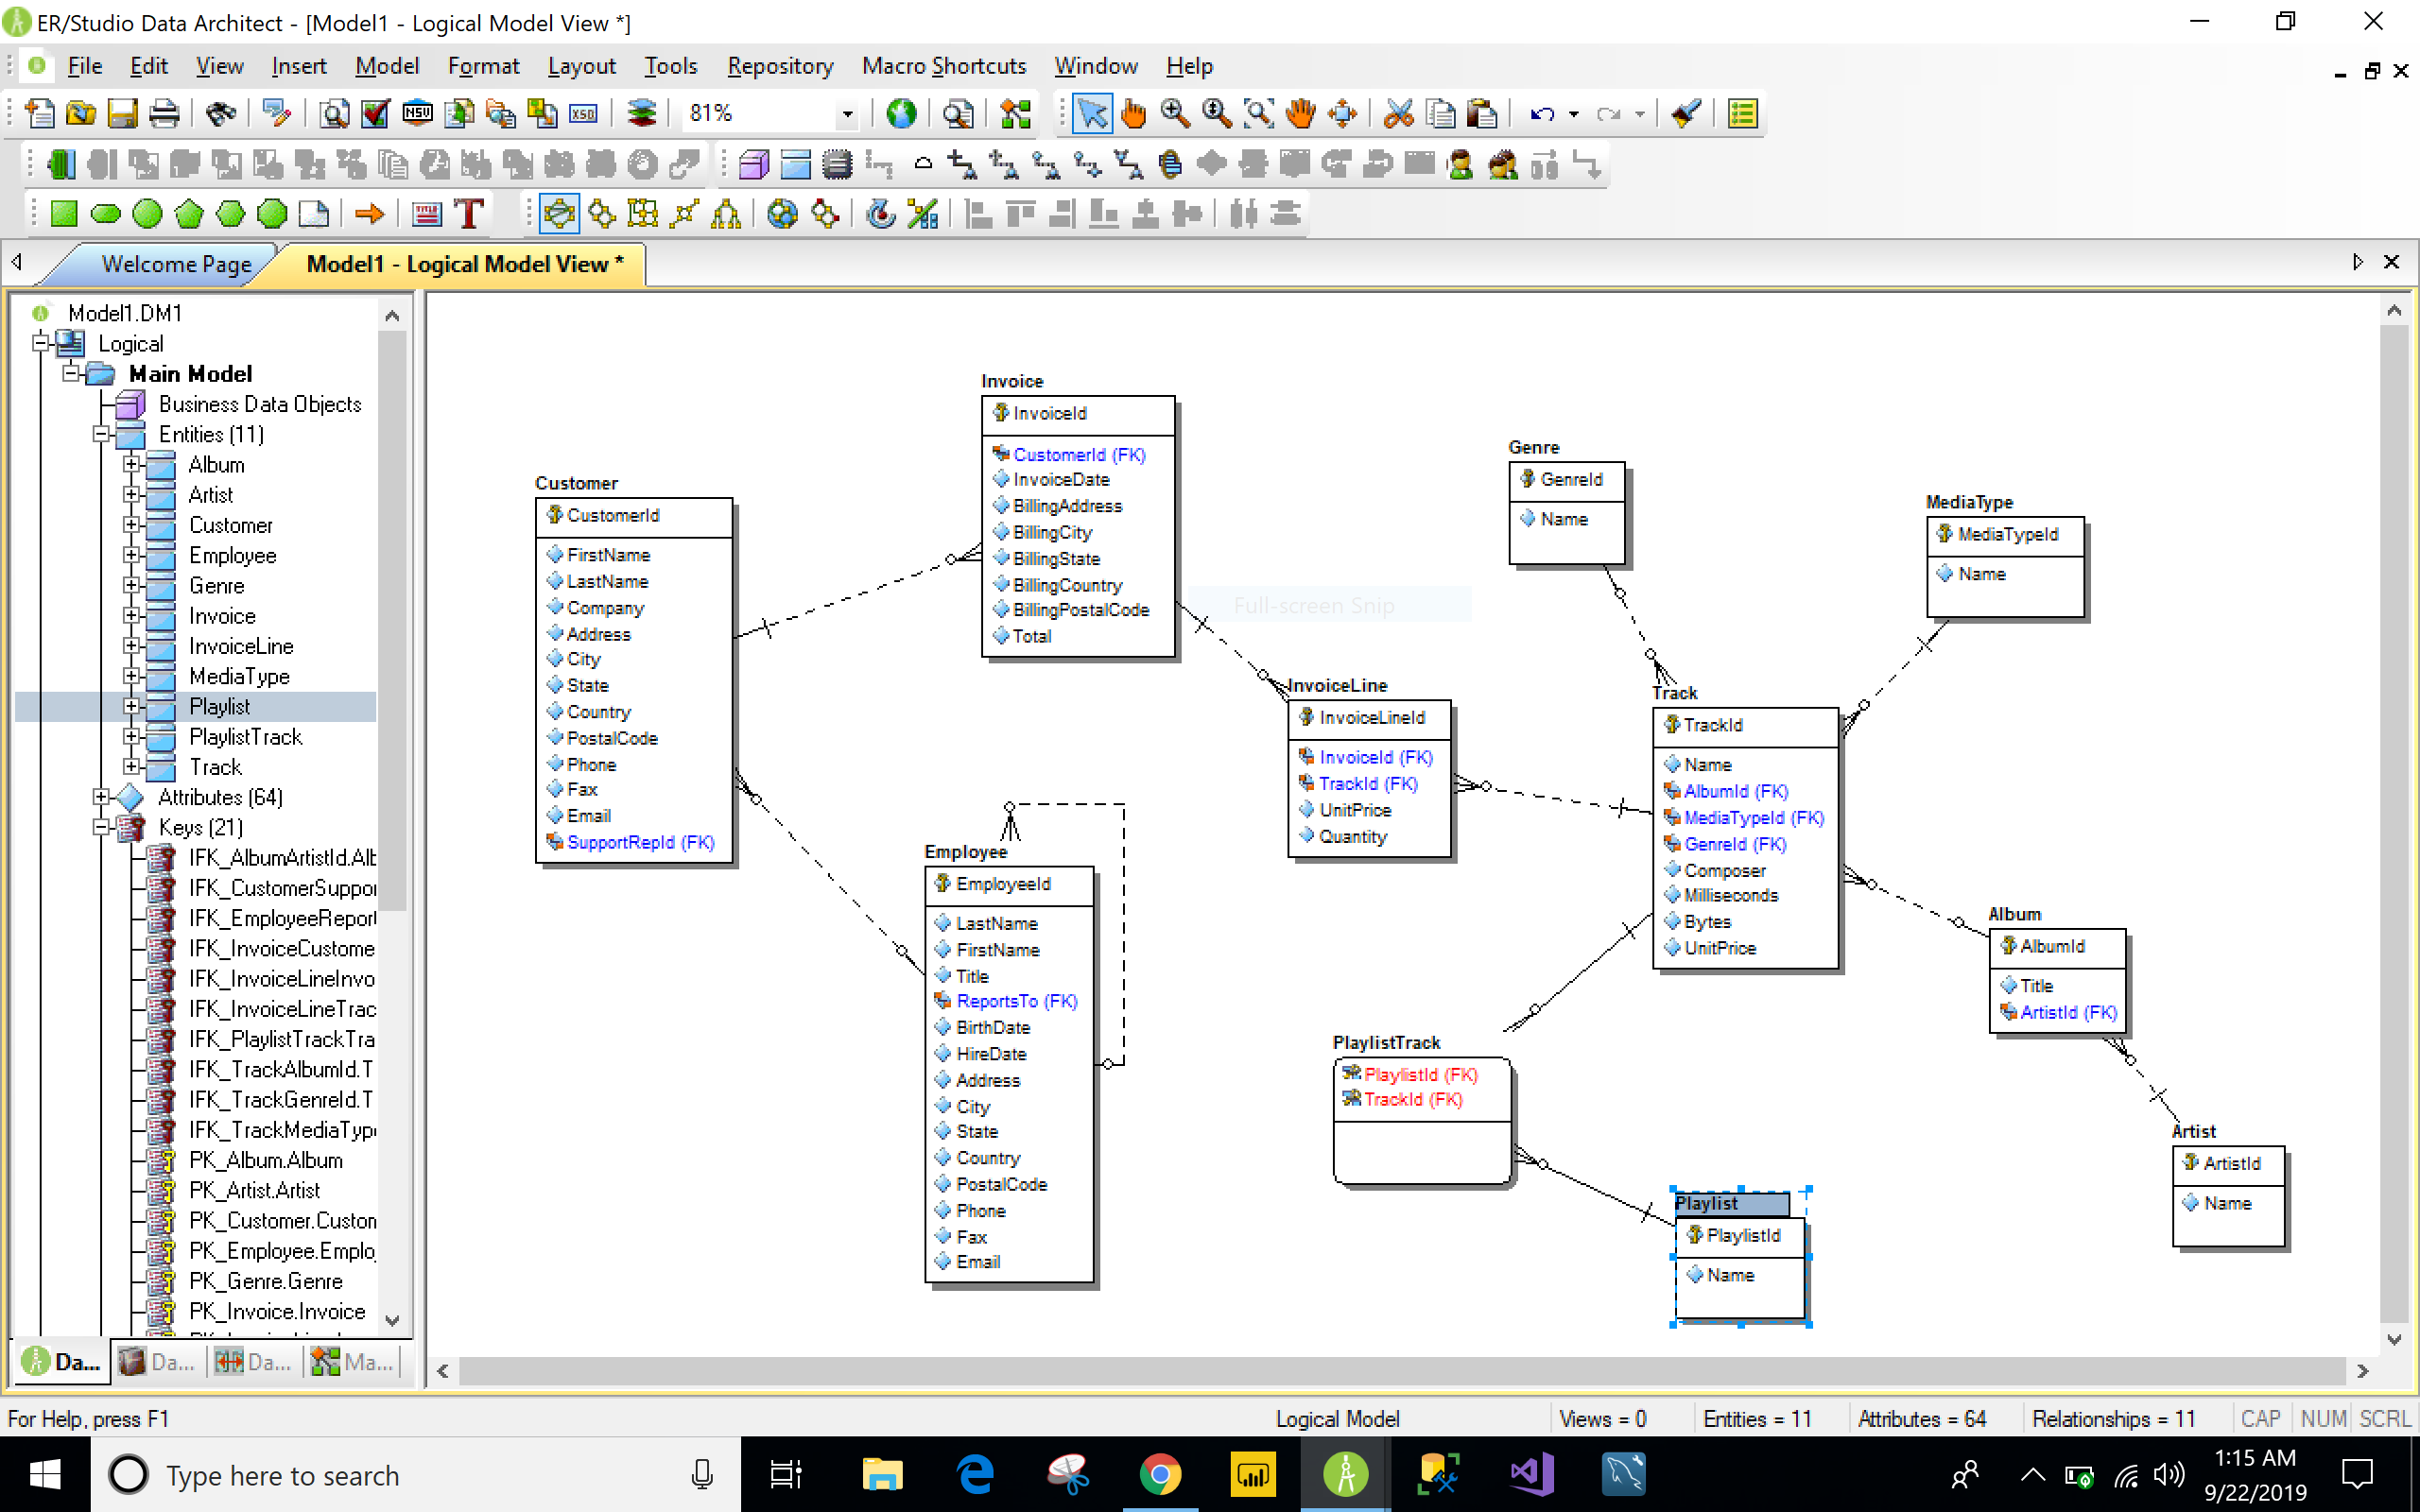 ER/Studio Data Architect - [Model1 - Logical Model View *]
File Edit View Insert Model Format Layout Tools Repository Macro Shortcuts Window Help
NSU
XSD
81%
TITLE
T
Welcome Page
Model1 - Logical Model View *
Model1.DM1
Logical
Main Model
Business Data Objects
Entities (11)
Album
Artist
Customer
Employee
Genre
Invoice
InvoiceLine
MediaType
Playlist
PlaylistTrack
Track
Attributes (64)
Keys (21)
IFK_AlbumArtistId.Alb
IFK_CustomerSuppor
IFK_EmployeeReport
IFK_InvoiceCustome
IFK_InvoiceLineInvo
IFK_InvoiceLineTrac
IFK_PlaylistTrackTra
IFK_TrackAlbumId.T
IFK_TrackGenreId.T
IFK_TrackMediaType
PK_Album.Album
PK_Artist.Artist
PK_Customer.Custon
PK_Employee.Emplo
PK_Genre.Genre
PK_Invoice.Invoice
Da...
Da...
Da...
Ma...
Customer
CustomerId
FirstName
LastName
Company
Address
City
State
Country
PostalCode
Phone
Fax
Email
SupportRepId (FK)
Invoice
InvoiceId
CustomerId (FK)
InvoiceDate
BillingAddress
BillingCity
BillingState
BillingCountry
BillingPostalCode
Total
Full-screen Snip
Employee
EmployeeId
LastName
FirstName
Title
ReportsTo (FK)
BirthDate
HireDate
Address
City
State
Country
PostalCode
Phone
Fax
Email
InvoiceLine
InvoiceLineId
InvoiceId (FK)
TrackId (FK)
UnitPrice
Quantity
Genre
GenreId
Name
MediaType
MediaTypeId
Name
Track
TrackId
Name
AlbumId (FK)
MediaTypeId (FK)
GenreId (FK)
Composer
Milliseconds
Bytes
UnitPrice
PlaylistTrack
PlaylistId (FK)
TrackId (FK)
Playlist
PlaylistId
Name
Album
AlbumId
Title
ArtistId (FK)
Artist
ArtistId
Name
For Help, press F1
Logical Model
Views = 0
Entities = 11
Attributes = 64
Relationships = 11
CAP NUM SCRL
Type here to search
1:15 AM
9/22/2019